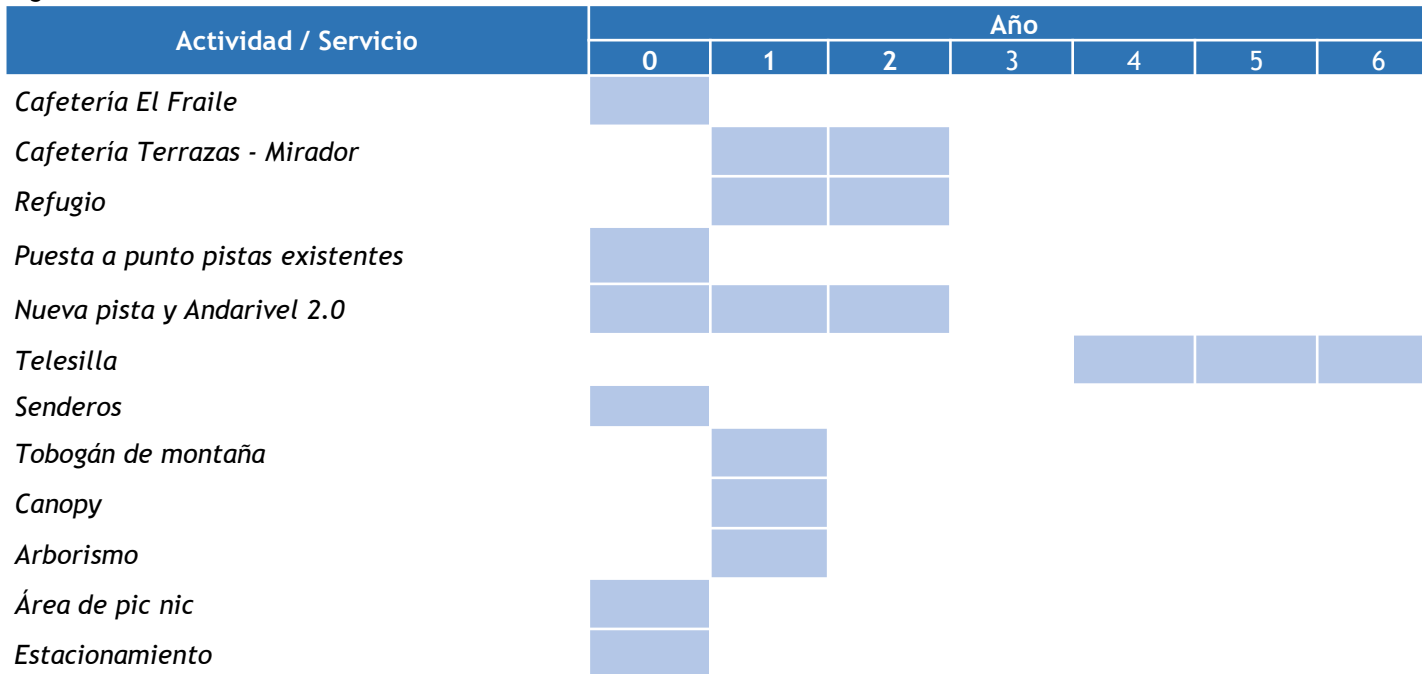 Actividad / Servicio
Año
0 1 2 3 4 5 6
Cafetería El Fraile
Cafetería Terrazas - Mirador
Refugio
Puesta a punto pistas existentes
Nueva pista y Andarivel 2.0
Telesilla
Senderos
Tobogán de montaña
Canopy
Arborismo
Área de pic nic
Estacionamiento